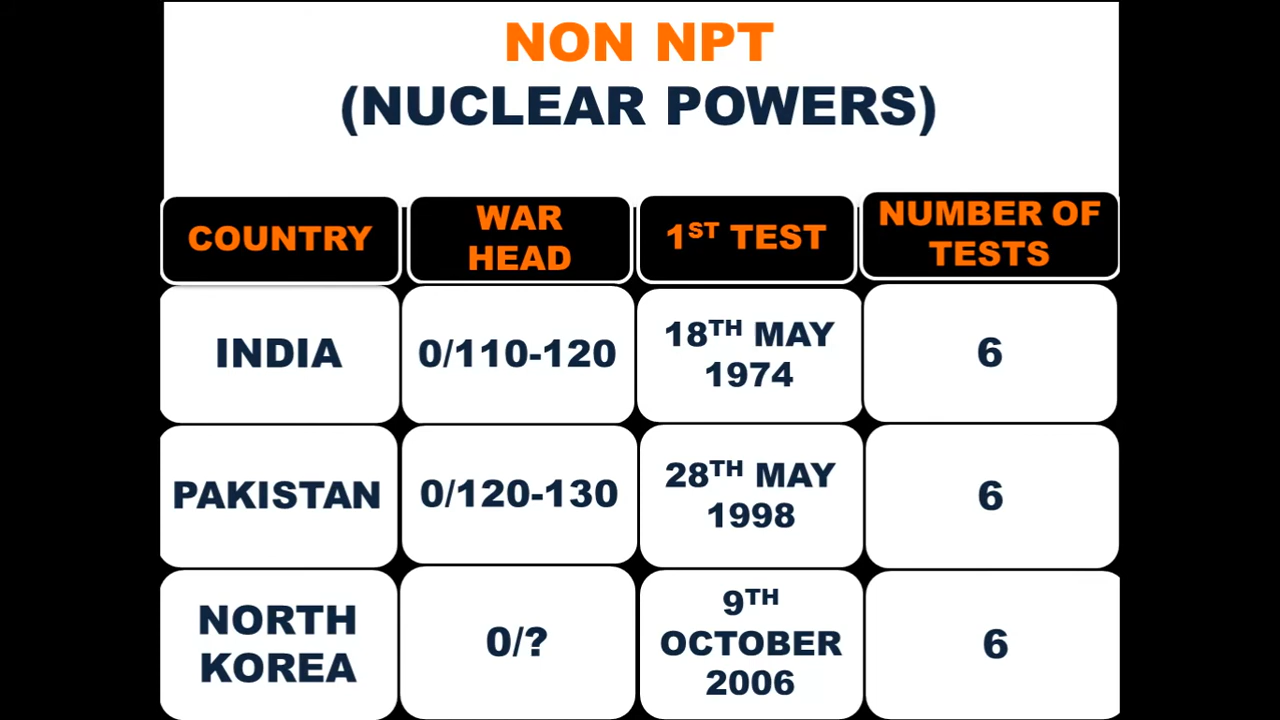 NON NPT
(NUCLEAR POWERS)
COUNTRY
WAR
HEAD
1ST TEST
NUMBER OF
TESTS
INDIA
0/110-120
18TH MAY
1974
6
PAKISTAN
0/120-130
28TH MAY
1998
6
NORTH
KOREA
0/?
9TH
OCTOBER
2006
6